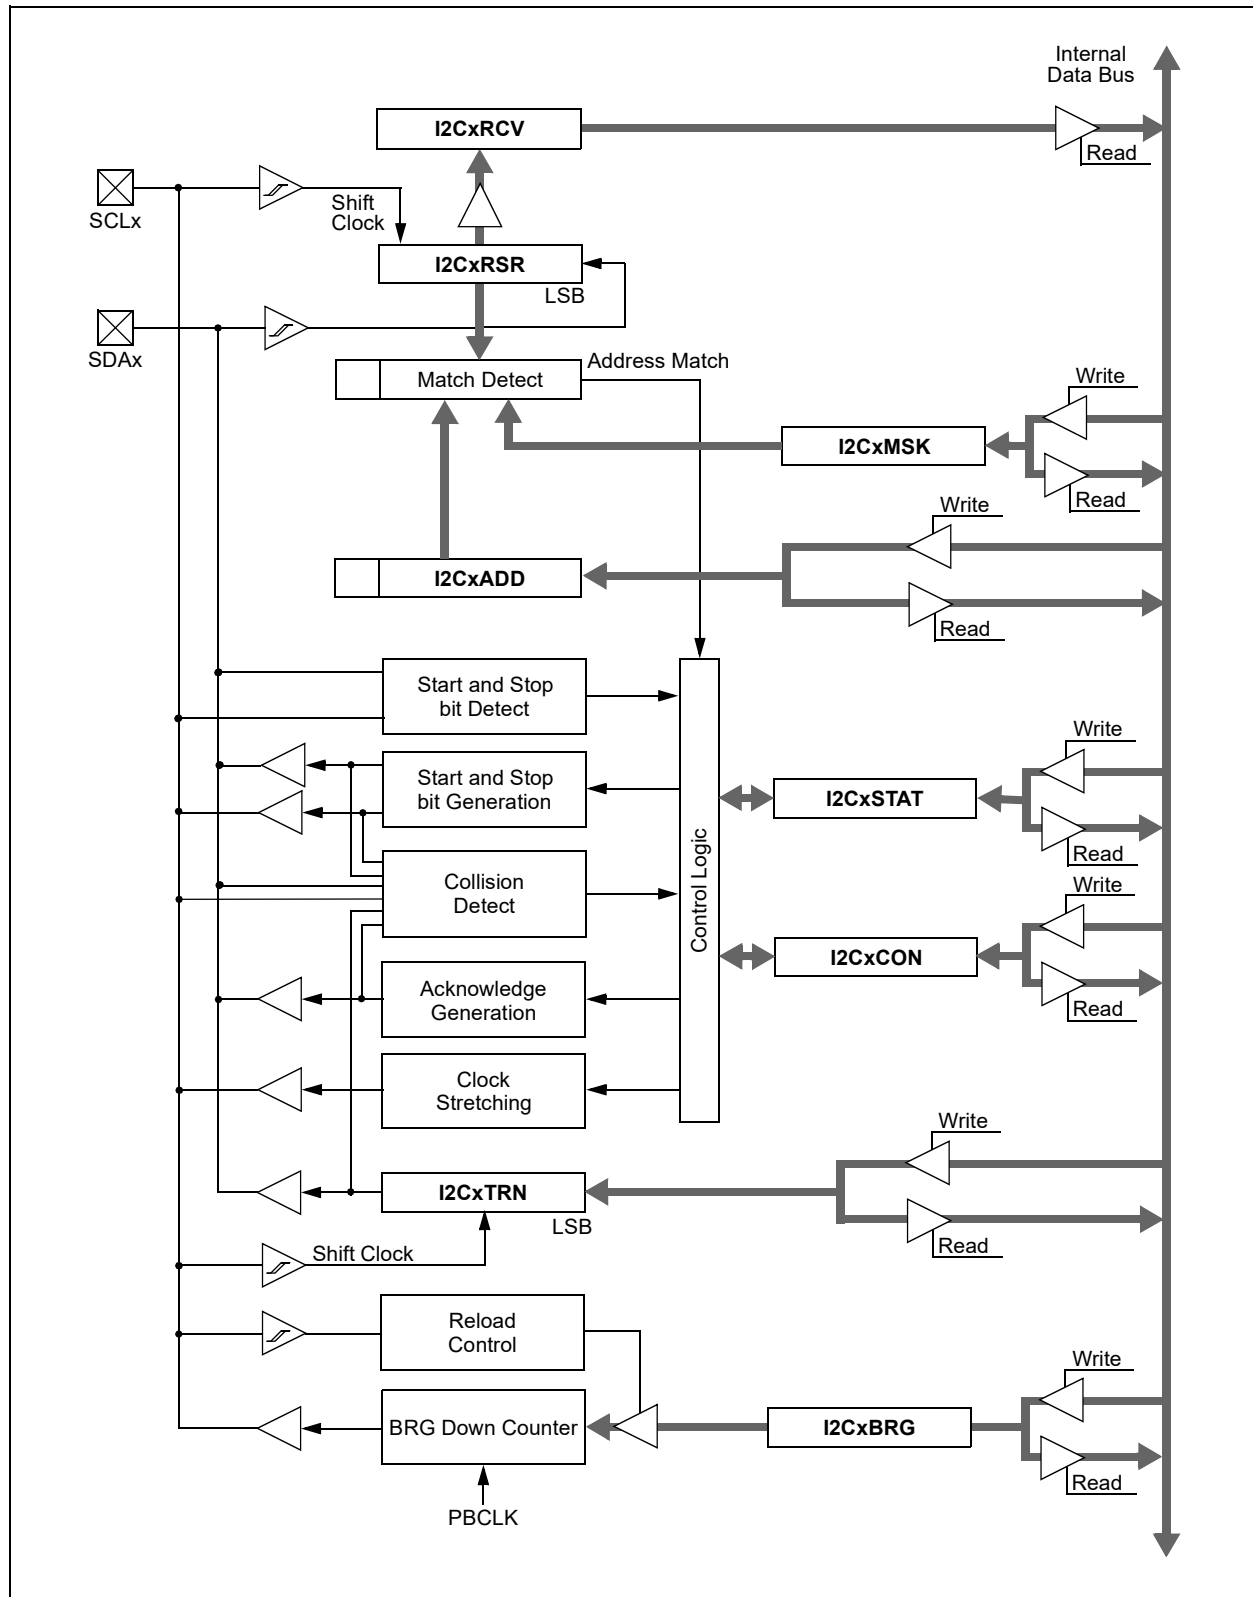 Internal
Data Bus
I2CxRCV
Read
SCLx
Shift
Clock
I2CxRSR
LSB
SDAx
Address Match
Match Detect
Write
I2CxMSK
Read
Write
I2CxADD
Read
Start and Stop
bit Detect
Write
Start and Stop
bit Generation
I2CxSTAT
Read
Control Logic
Collision
Detect
Write
I2CxCON
Read
Acknowledge
Generation
Clock
Stretching
Write
I2CxTRN
LSB
Read
Shift Clock
Reload
Control
Write
BRG Down Counter
I2CxBRG
Read
PBCLK